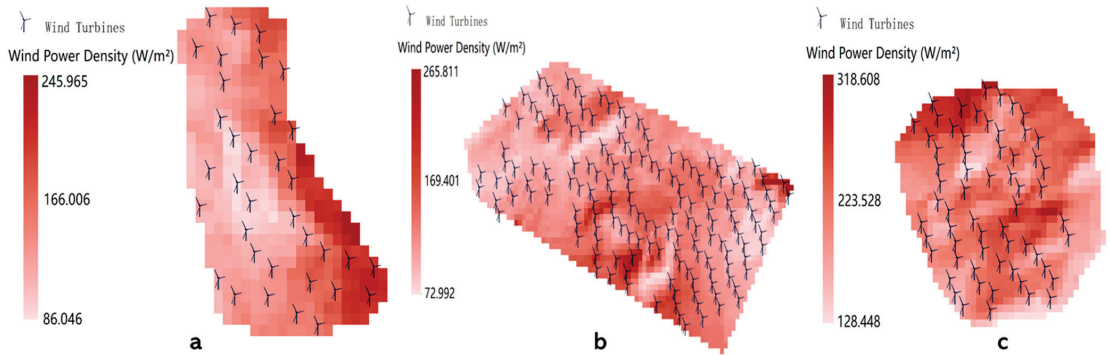 Wind Turbines
Wind Power Density (W/m²)
245.965
166.006
86.046
a
Wind Turbines
Wind Power Density (W/m²)
265.811
169.401
72.992
b
Wind Turbines
Wind Power Density (W/m²)
318.608
223.528
128.448
c